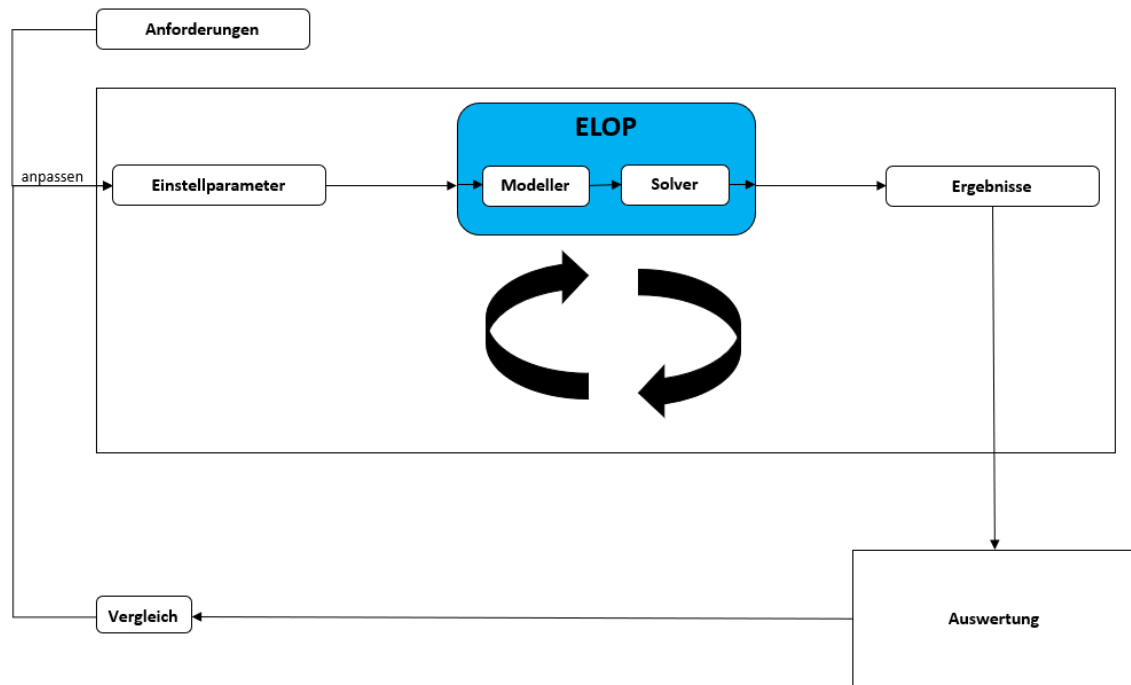 Anforderungen
ELOP
anpassen
Einstellparameter
Modeller
Solver
Ergebnisse
Vergleich
Auswertung